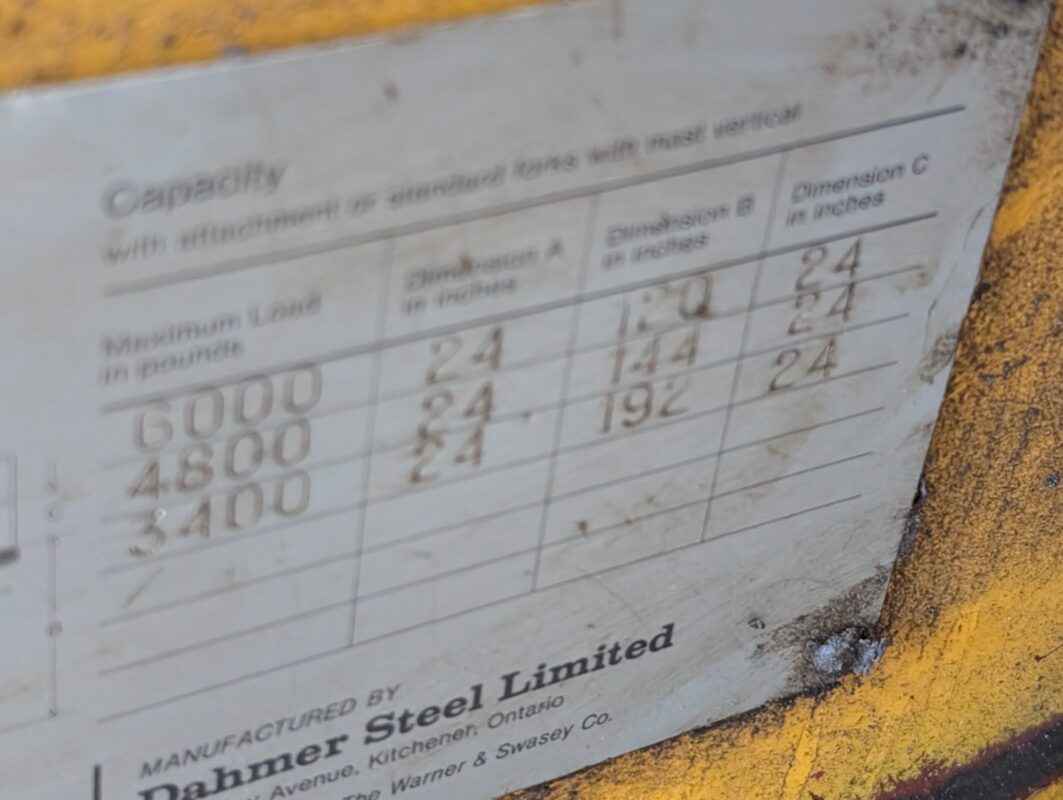 Capacity
with attachment or standard forks with mast vertical
Maximum Load in pounds Dimension A in inches Dimension B in inches Dimension C in inches
6000 24 120 24
4800 24 144 24
3400 24 192 24
MANUFACTURED BY
Dahmer Steel Limited
Avenue, Kitchener, Ontario
The Warner & Swasey Co.